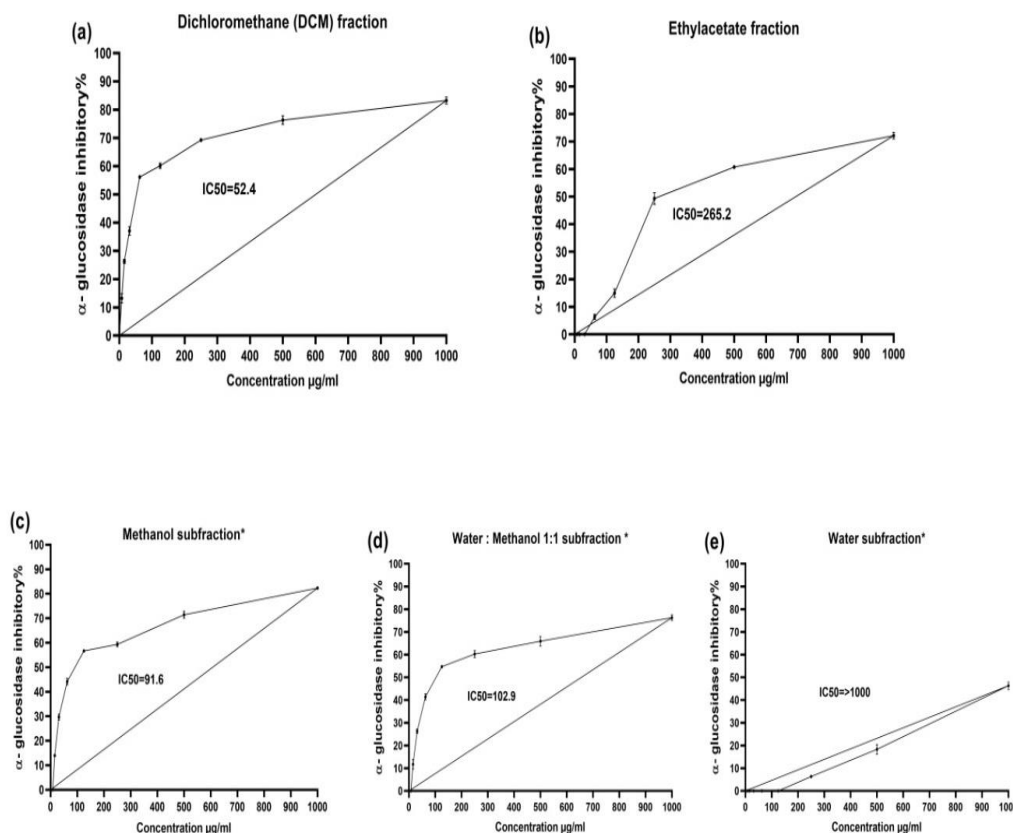 (a)
Dichloromethane (DCM) fraction
α- glucosidase inhibitory%
100
90
80
70
60
50
40
30
20
10
0
IC50=52.4
0 100 200 300 400 500 600 700 800 900 1000
Concentration µg/ml
(b)
Ethylacetate fraction
α- glucosidase inhibitory%
100
90
80
70
60
50
40
30
20
10
0
IC50=265.2
0 100 200 300 400 500 600 700 800 900 1000
Concentration µg/ml
(c)
Methanol subfraction*
α- glucosidase inhibitory%
100
90
80
70
60
50
40
30
20
10
0
IC50=91.6
0 100 200 300 400 500 600 700 800 900 1000
Concentration µg/ml
(d)
Water : Methanol 1:1 subfraction *
α- glucosidase inhibitory%
100
90
80
70
60
50
40
30
20
10
0
IC50=102.9
0 100 200 300 400 500 600 700 800 900 1000
Concentration µg/ml
(e)
Water subfraction*
α- glucosidase inhibitory%
100
90
80
70
60
50
40
30
20
10
0
IC50=>1000
0 100 200 300 400 500 600 700 800 900 1000
Concentration µg/ml